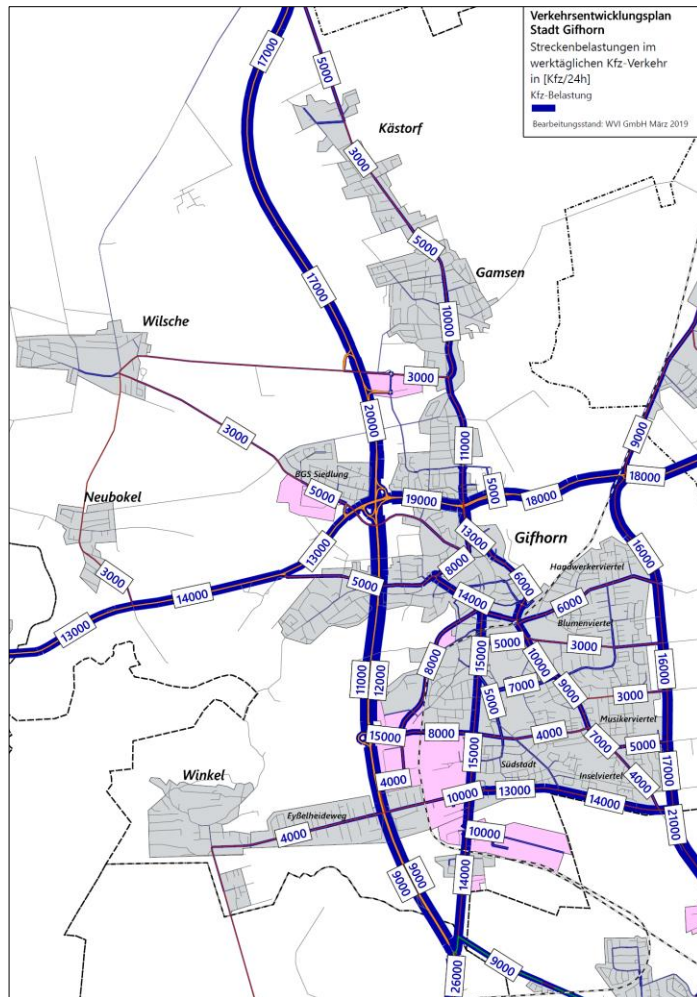 Verkehrsentwicklungsplan
Stadt Gifhorn
Streckenbelastungen im
werktäglichen Kfz-Verkehr
in [Kfz/24h]
Kfz-Belastung
Bearbeitungsstand: WVI GmbH März 2019
17000
5000
Kästorf
3000
5000
Gamsen
17000
10000
Wilsche
3000
20000
3000
11000
9000
BGS Siedlung
5000
18000
5000
19000
18000
Neubokel
13000
13000
Gifhorn
16000
8000
Handwerkerviertel
3000
14000
5000
6000
14000
6000
13000
Blumenviertel
8000
15000
5000
10000
3000
16000
11000
12000
7000
9000
3000
5000
Musikerviertel
15000
8000
4000
7000
5000
15000
17000
Winkel
4000
Südstadt
Inselviertel
4000
10000
13000
14000
21000
Eyßelheideweg
4000
10000
9000
9000
14000
26000
9000